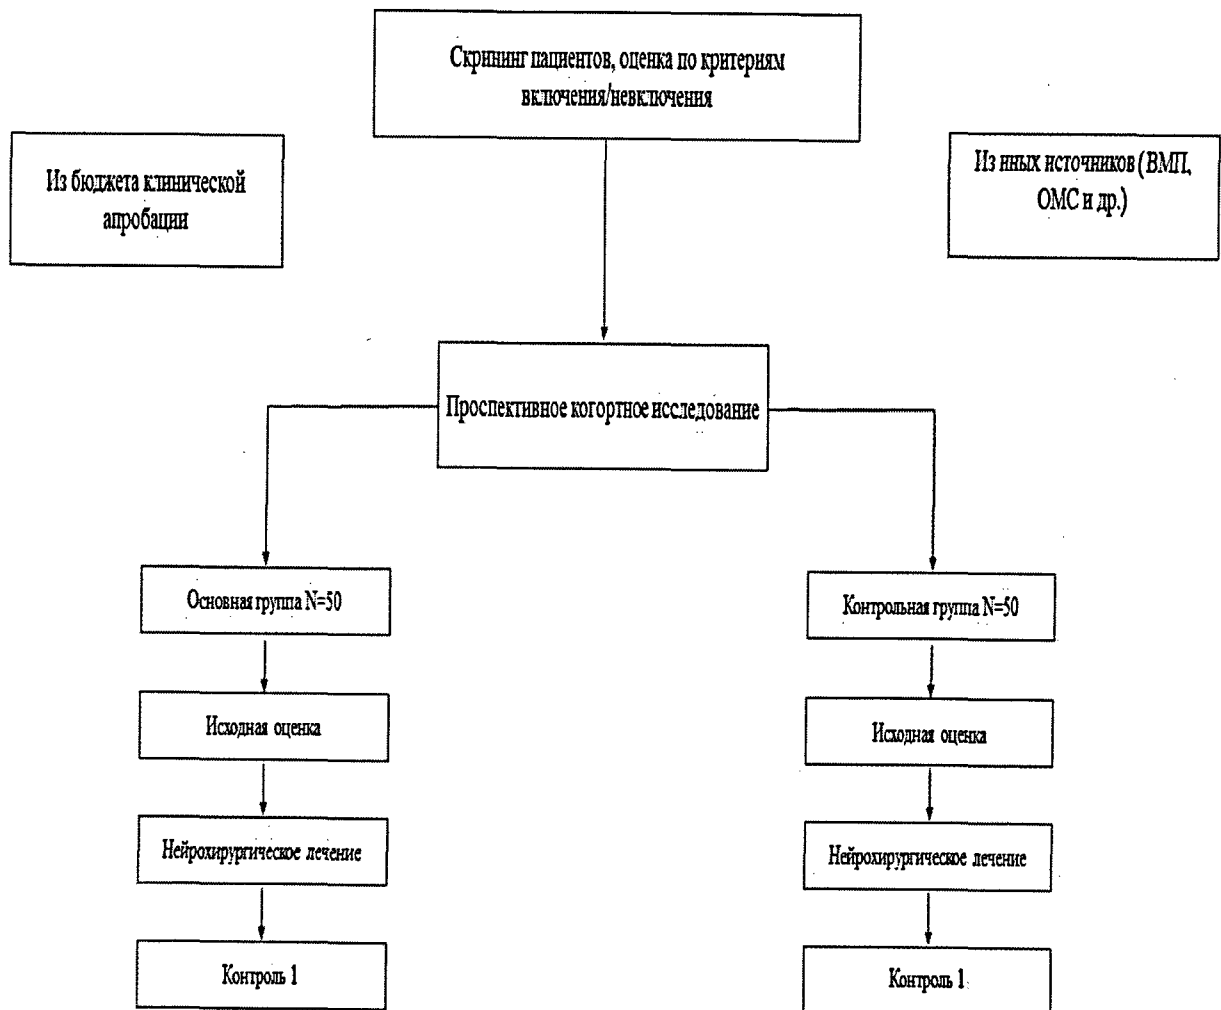 Скрининг пациентов, оценка по критериям
включения/невключения
Из бюджета клинической
апробации
Из иных источников (ВМП,
ОМС и др.)
Проспективное когортное исследование
Основная группа N=50
Контрольная группа N=50
Исходная оценка
Исходная оценка
Нейрохирургическое лечение
Нейрохирургическое лечение
Контроль 1
Контроль 1